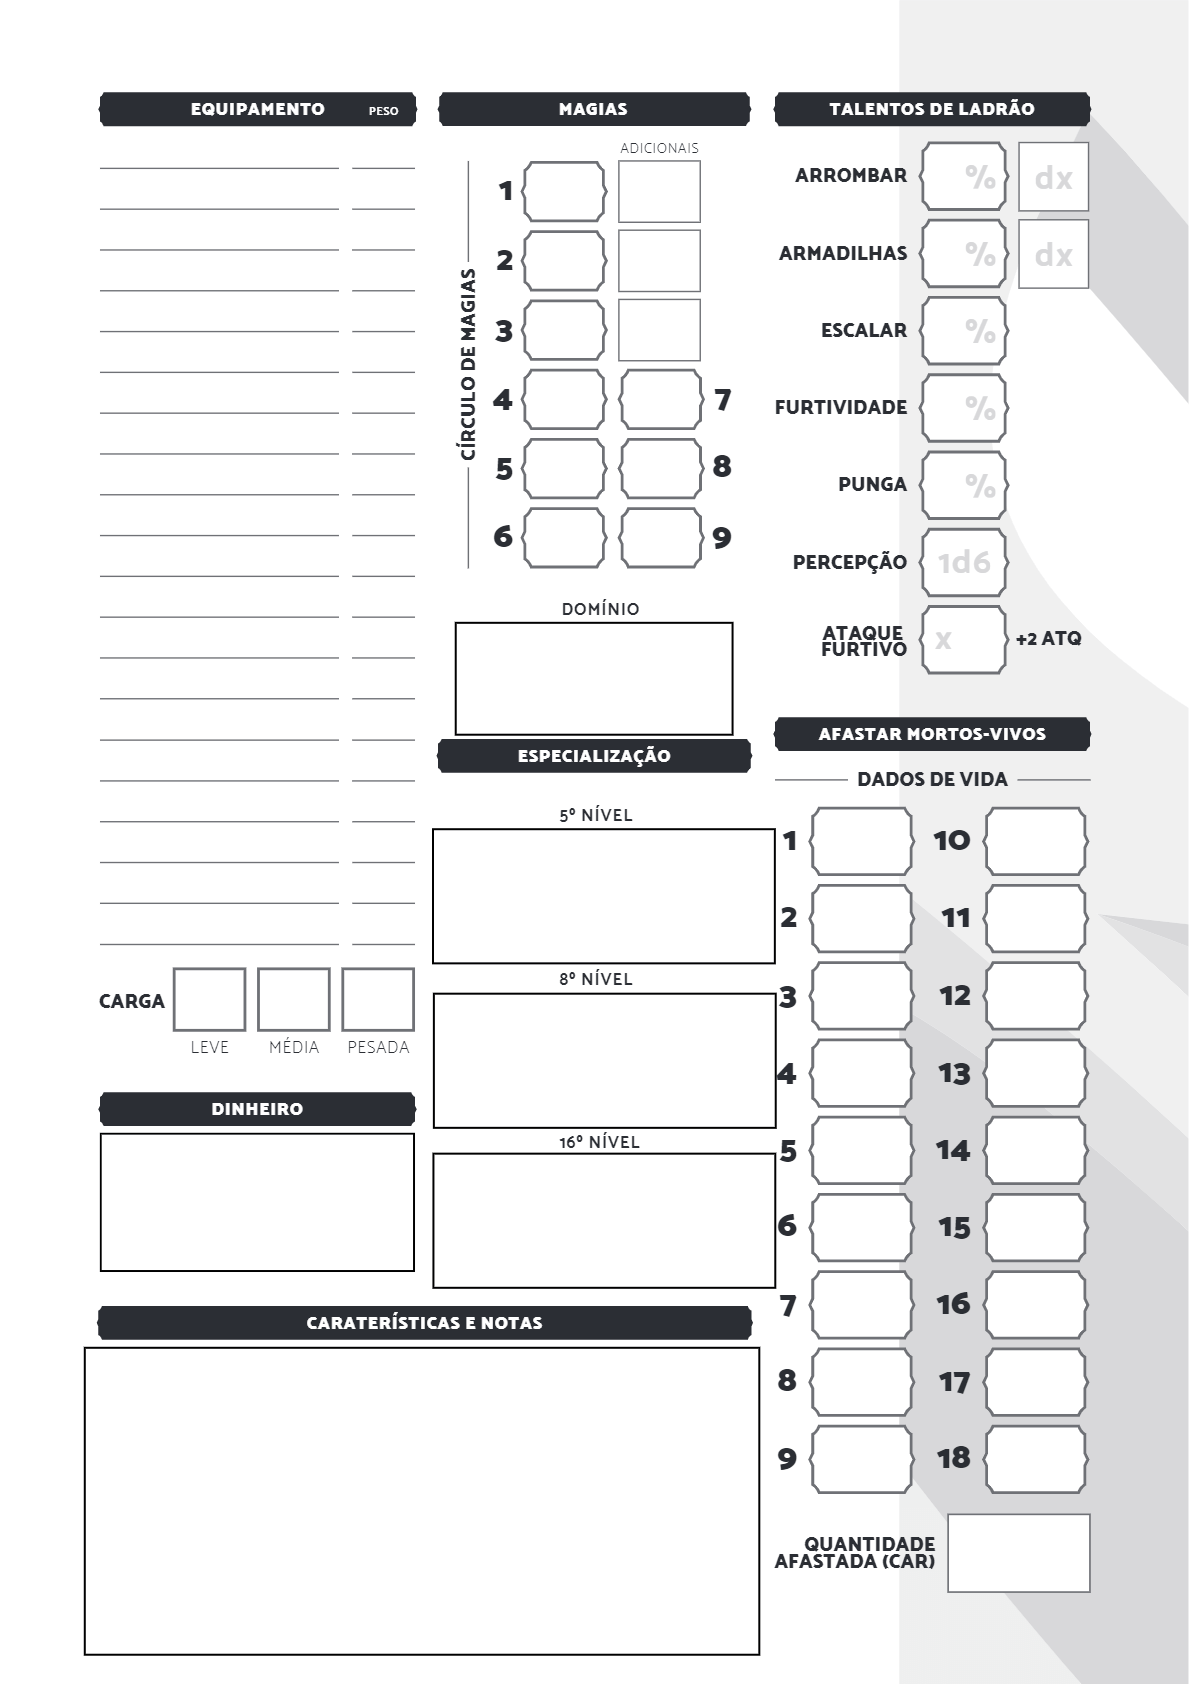 EQUIPAMENTO PESO
CARGA
LEVE MÉDIA PESADA
DINHEIRO
CARATERÍSTICAS E NOTAS
MAGIAS
ADICIONAIS
CÍRCULO DE MAGIAS
1
2
3
4 7
5 8
6 9
DOMÍNIO
ESPECIALIZAÇÃO
5º NÍVEL
8º NÍVEL
16º NÍVEL
TALENTOS DE LADRÃO
ARROMBAR % dx
ARMADILHAS % dx
ESCALAR %
FURTIVIDADE %
PUNGA %
PERCEPÇÃO 1d6
ATAQUE
FURTIVO x +2 ATQ
AFASTAR MORTOS-VIVOS
DADOS DE VIDA
1 10
2 11
3 12
4 13
5 14
6 15
7 16
8 17
9 18
QUANTIDADE
AFASTADA (CAR)